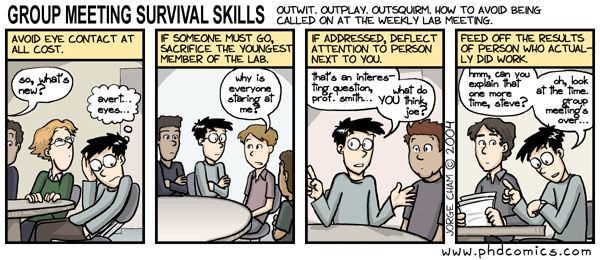 GROUP MEETING SURVIVAL SKILLS
OUTWIT. OUTPLAY. OUTSQUIRM. HOW TO AVOID BEING
CALLED ON AT THE WEEKLY LAB MEETING.
AVOID EYE CONTACT AT
ALL COST.
so, what's
new?
avert...
eyes...
IF SOMEONE MUST GO,
SACRIFICE THE YOUNGEST
MEMBER OF THE LAB.
why is
everyone
staring at
me?
IF ADDRESSED, DEFLECT
ATTENTION TO PERSON
NEXT TO YOU.
that's an interes-
ting question,
prof. smith...
what do
YOU think,
joe?
JORGE CHAM © 2004
FEED OFF THE RESULTS
OF PERSON WHO ACTUAL-
LY DID WORK.
hmm, can you
explain that
one more
time, steve?
oh, look
at the time.
group
meeting's
over...
www.phdcomics.com